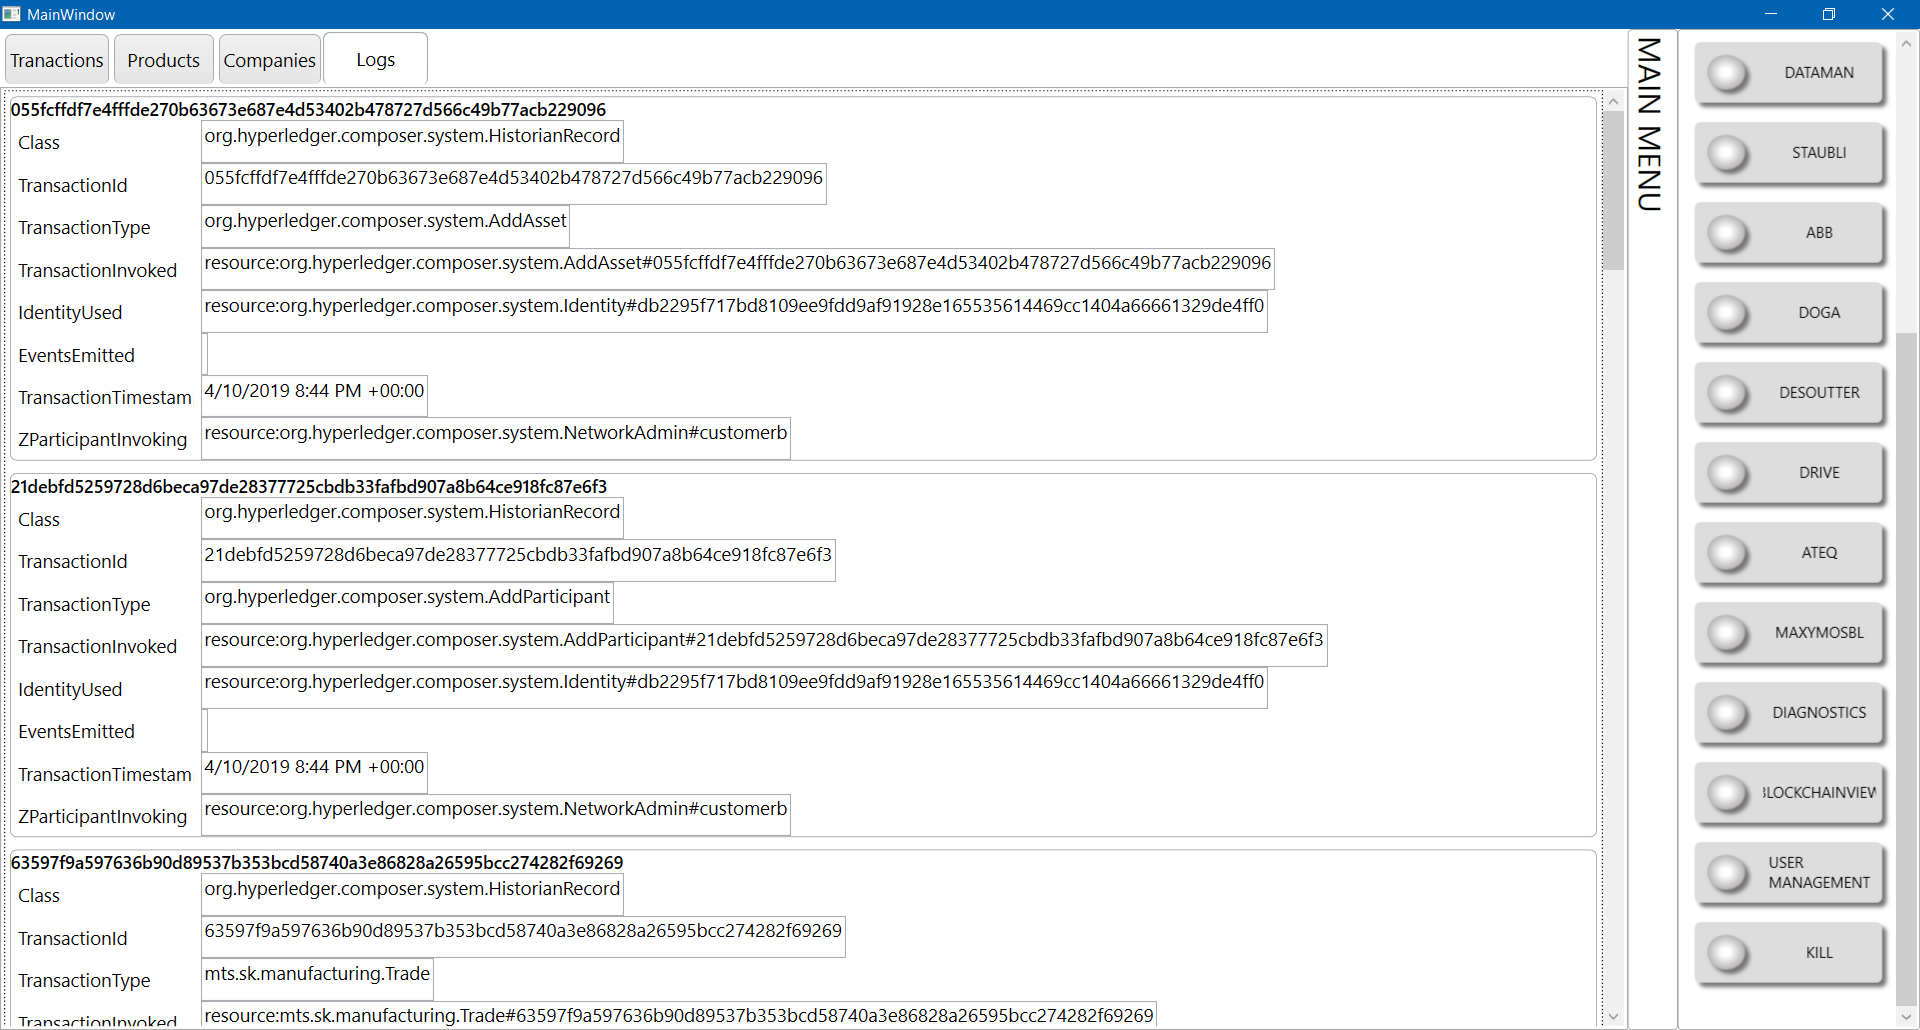 MainWindow
Tranactions
Products
Companies
Logs
055fcffdf7e4fffde270b63673e687e4d53402b478727d566c49b77acb229096
Class
org.hyperledger.composer.system.HistorianRecord
TransactionId
055fcffdf7e4fffde270b63673e687e4d53402b478727d566c49b77acb229096
TransactionType
org.hyperledger.composer.system.AddAsset
TransactionInvoked
resource:org.hyperledger.composer.system.AddAsset#055fcffdf7e4fffde270b63673e687e4d53402b478727d566c49b77acb229096
IdentityUsed
resource:org.hyperledger.composer.system.Identity#db2295f717bd8109ee9fdd9af91928e165535614469cc1404a66661329de4ff0
EventsEmitted
TransactionTimestam
4/10/2019 8:44 PM +00:00
ZParticipantInvoking
resource:org.hyperledger.composer.system.NetworkAdmin#customerb
21debfd5259728d6beca97de28377725cbdb33fafbd907a8b64ce918fc87e6f3
Class
org.hyperledger.composer.system.HistorianRecord
TransactionId
21debfd5259728d6beca97de28377725cbdb33fafbd907a8b64ce918fc87e6f3
TransactionType
org.hyperledger.composer.system.AddParticipant
TransactionInvoked
resource:org.hyperledger.composer.system.AddParticipant#21debfd5259728d6beca97de28377725cbdb33fafbd907a8b64ce918fc87e6f3
IdentityUsed
resource:org.hyperledger.composer.system.Identity#db2295f717bd8109ee9fdd9af91928e165535614469cc1404a66661329de4ff0
EventsEmitted
TransactionTimestam
4/10/2019 8:44 PM +00:00
ZParticipantInvoking
resource:org.hyperledger.composer.system.NetworkAdmin#customerb
63597f9a597636b90d89537b353bcd58740a3e86828a26595bcc274282f69269
Class
org.hyperledger.composer.system.HistorianRecord
TransactionId
63597f9a597636b90d89537b353bcd58740a3e86828a26595bcc274282f69269
TransactionType
mts.sk.manufacturing.Trade
TransactionInvoked
resource:mts.sk.manufacturing.Trade#63597f9a597636b90d89537b353bcd58740a3e86828a26595bcc274282f69269
MAIN MENU
DATAMAN
STAUBLI
ABB
DOGA
DESOUTTER
DRIVE
ATEQ
MAXYMOSBL
DIAGNOSTICS
BLOCKCHAINVIEW
USER
MANAGEMENT
KILL